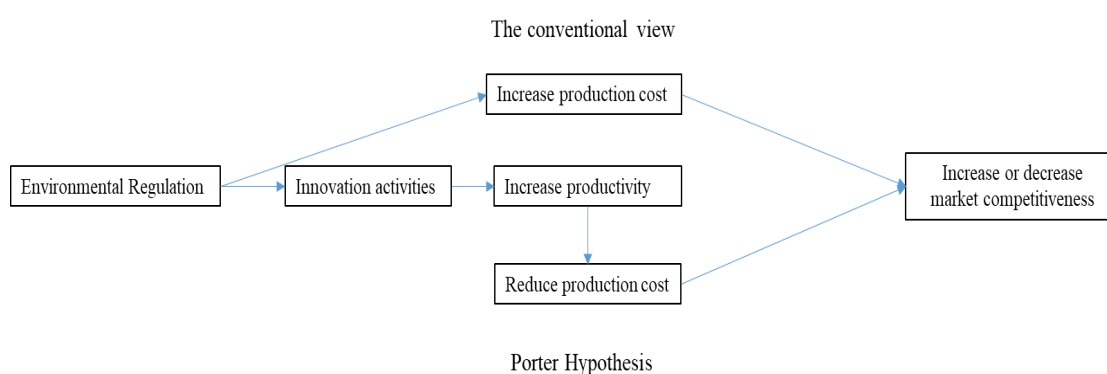 The conventional view
Increase production cost
Environmental Regulation
Innovation activities
Increase productivity
Increase or decrease
market competitiveness
Reduce production cost
Porter Hypothesis